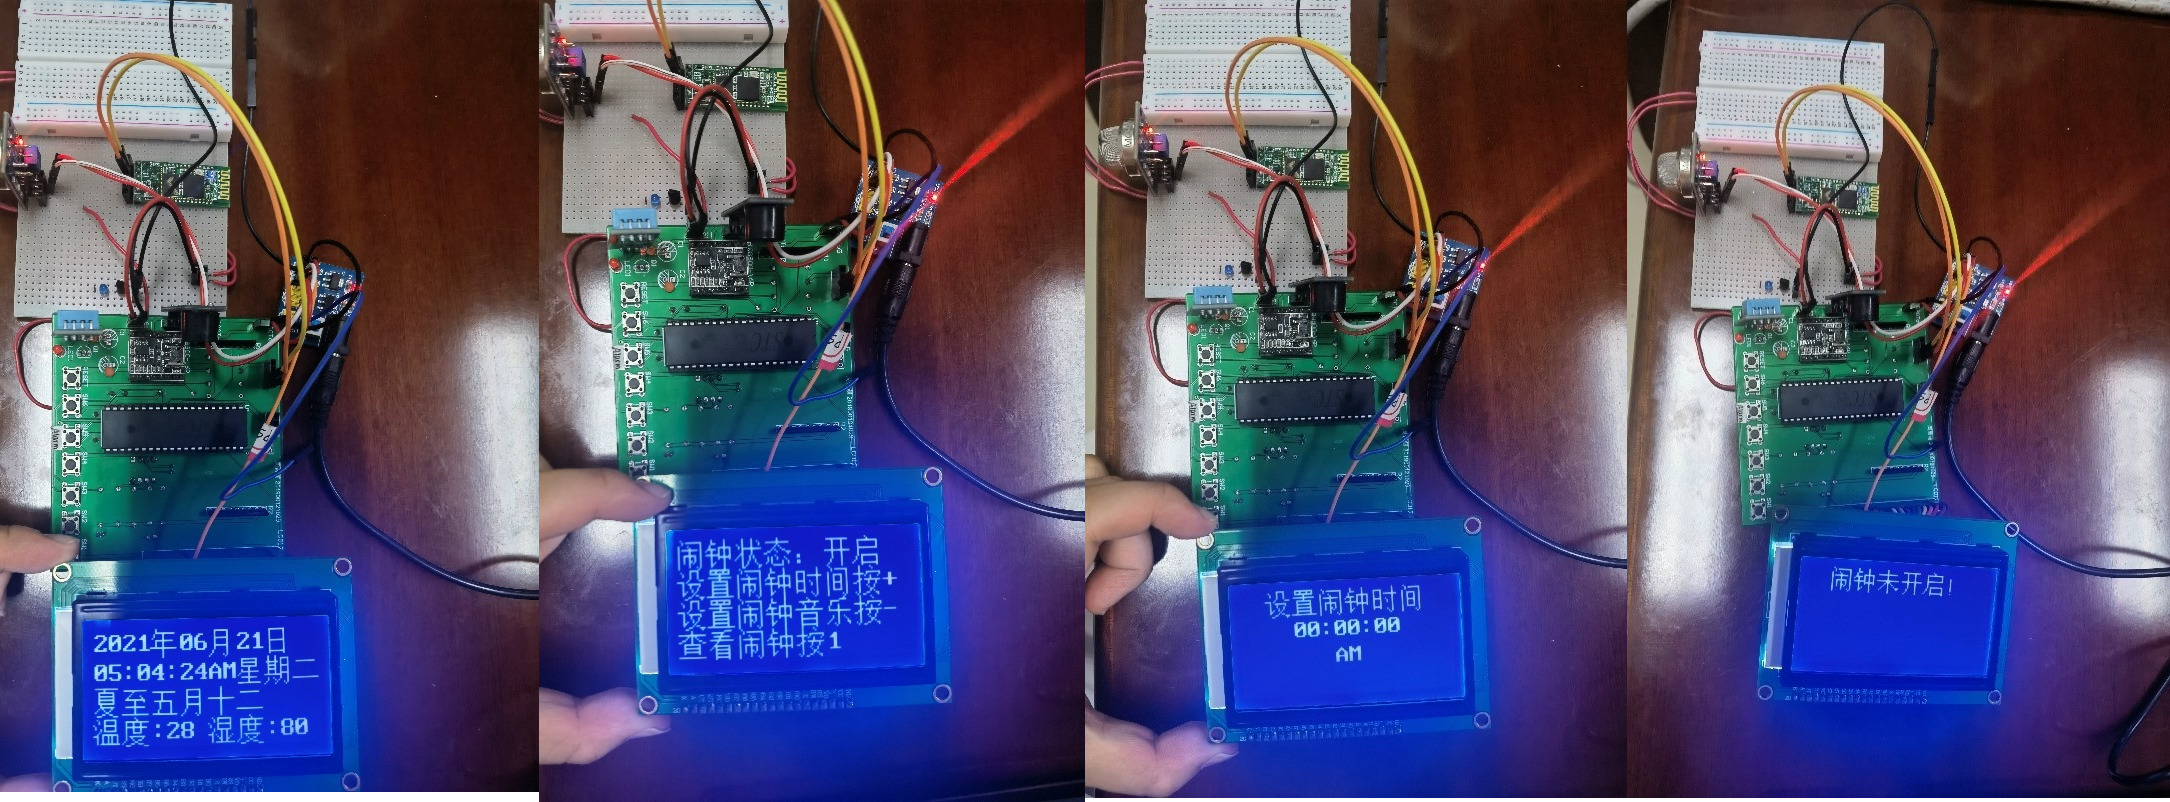 2021年06月21日
05:04:24AM星期二
夏至五月十二
温度:28 湿度:80
闹钟状态：开启
设置闹钟时间按+
设置闹钟音乐按-
查看闹钟按1
设置闹钟时间
00:00:00
AM
闹钟未开启!